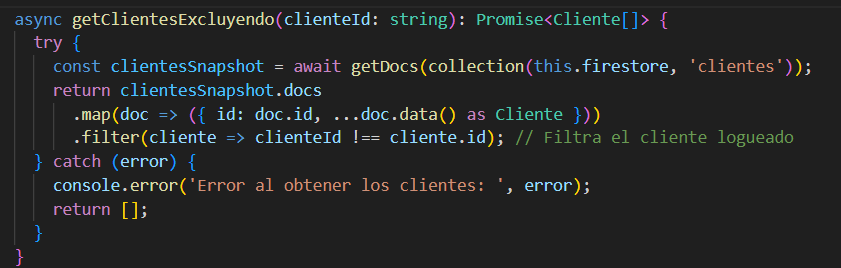 async getClientesExcluyendo(clienteId: string): Promise<Cliente[]> {
  try {
    const clientesSnapshot = await getDocs(collection(this.firestore, 'clientes'));
    return clientesSnapshot.docs
      .map(doc => ({ id: doc.id, ...doc.data() as Cliente }))
      .filter(cliente => clienteId !== cliente.id); // Filtra el cliente logueado
  } catch (error) {
    console.error('Error al obtener los clientes: ', error);
    return [];
  }
}